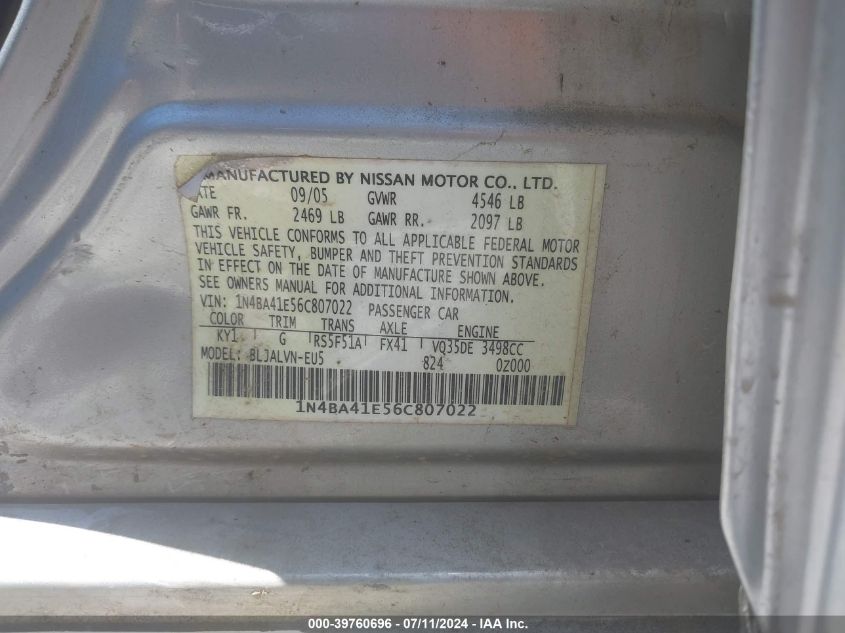 MANUFACTURED BY NISSAN MOTOR CO., LTD.
ATE 09/05 GVWR 4546 LB
GAWR FR. 2469 LB GAWR RR. 2097 LB
THIS VEHICLE CONFORMS TO ALL APPLICABLE FEDERAL MOTOR
VEHICLE SAFETY, BUMPER AND THEFT PREVENTION STANDARDS
IN EFFECT ON THE DATE OF MANUFACTURE SHOWN ABOVE.
SEE OWNERS MANUAL FOR ADDITIONAL INFORMATION.
VIN: 1N4BA41E56C807022 PASSENGER CAR
COLOR TRIM TRANS AXLE ENGINE
KY1 G RS5F51A FX41 VQ35DE 3498CC
MODEL: BLJALVN-EU5 824 0Z000
1N4BA41E56C807022
000-39760696 - 07/11/2024 - IAA Inc.